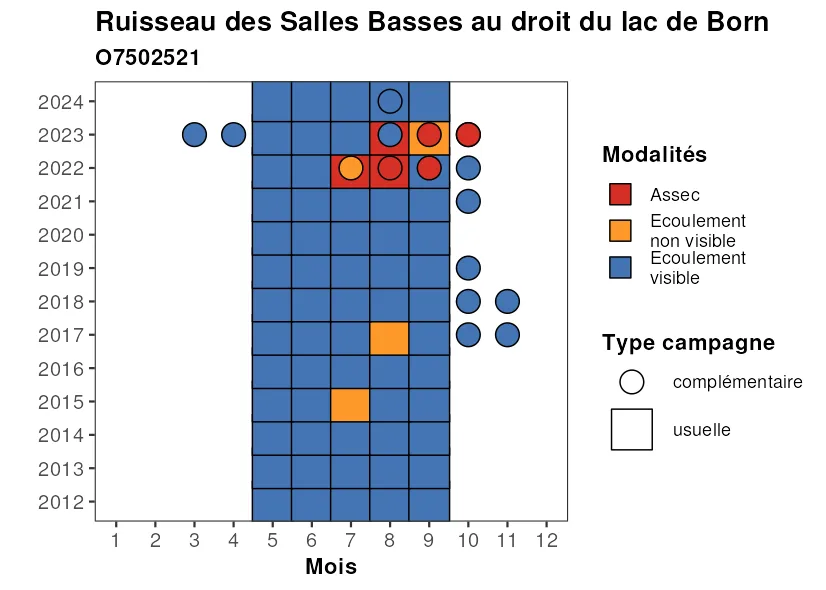 Ruisseau des Salles Basses au droit du lac de Born
O7502521
2024
2023
2022
2021
2020
2019
2018
2017
2016
2015
2014
2013
2012
1 2 3 4 5 6 7 8 9 10 11 12
Mois
Modalités
Assec
Ecoulement
non visible
Ecoulement
visible
Type campagne
complémentaire
usuelle